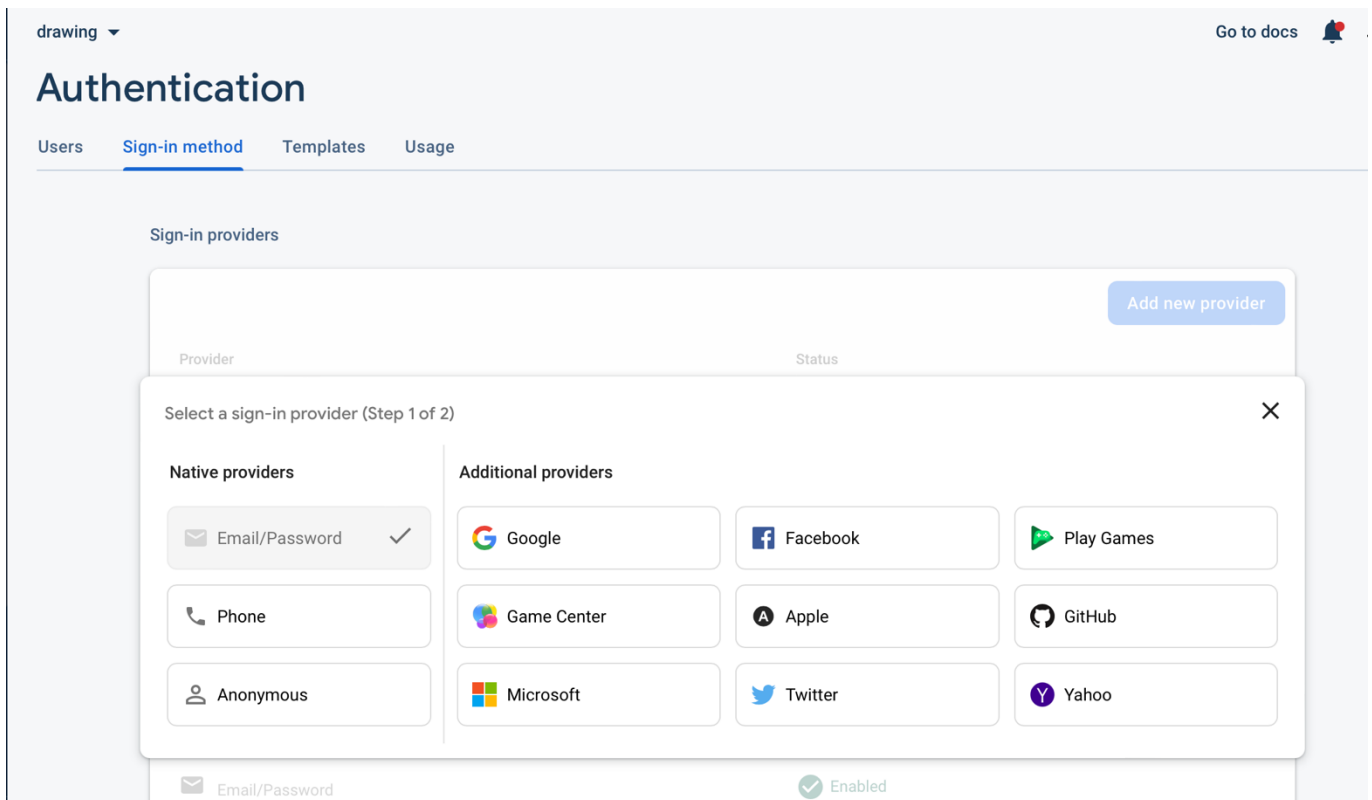 drawing
Go to docs
Authentication
Users Sign-in method Templates Usage
Sign-in providers
Add new provider
Provider Status
Select a sign-in provider (Step 1 of 2)
Native providers Additional providers
Email/Password Google Facebook Play Games
Phone Game Center Apple GitHub
Anonymous Microsoft Twitter Yahoo
Email/Password Enabled